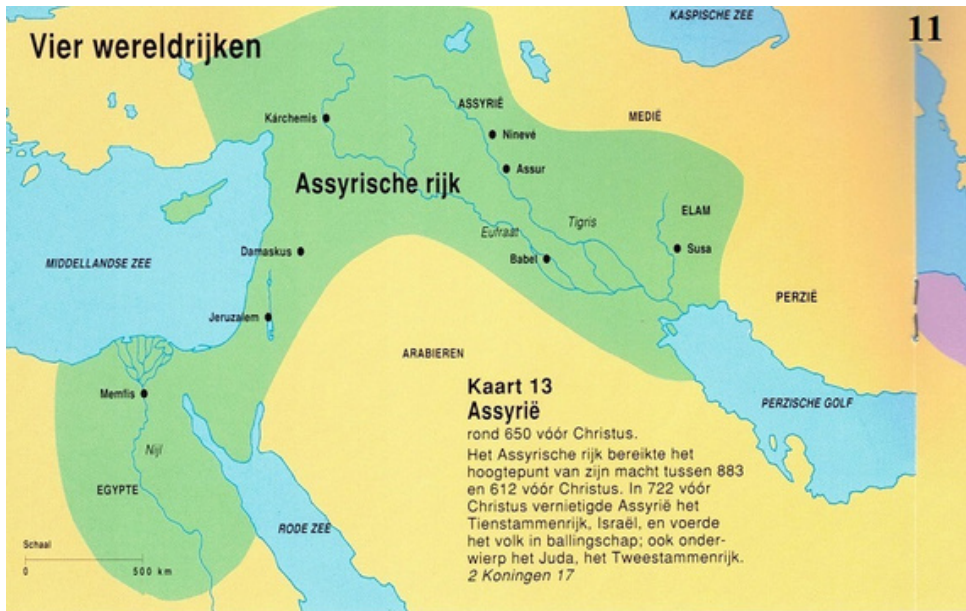 Vier wereldrijken
11
KASPISCHE ZEE
ASSYRIË
MEDIË
Kárchemis
Ninevé
Assur
Assyrische rijk
ELAM
Tigris
Eufraat
Susa
Babel
Damaskus
MIDDELLANDSE ZEE
PERZIË
Jeruzalem
ARABIEREN
Memfis
Kaart 13
Assyrië
PERZISCHE GOLF
rond 650 vóór Christus.
Het Assyrische rijk bereikte het
hoogtepunt van zijn macht tussen 883
en 612 vóór Christus. In 722 vóór
Christus vernietigde Assyrië het
Tienstammenrijk, Israël, en voerde
het volk in ballingschap; ook onder-
wierp het Juda, het Tweestammenrijk.
2 Koningen 17
Nijl
EGYPTE
RODE ZEE
Schaal
0 500 km